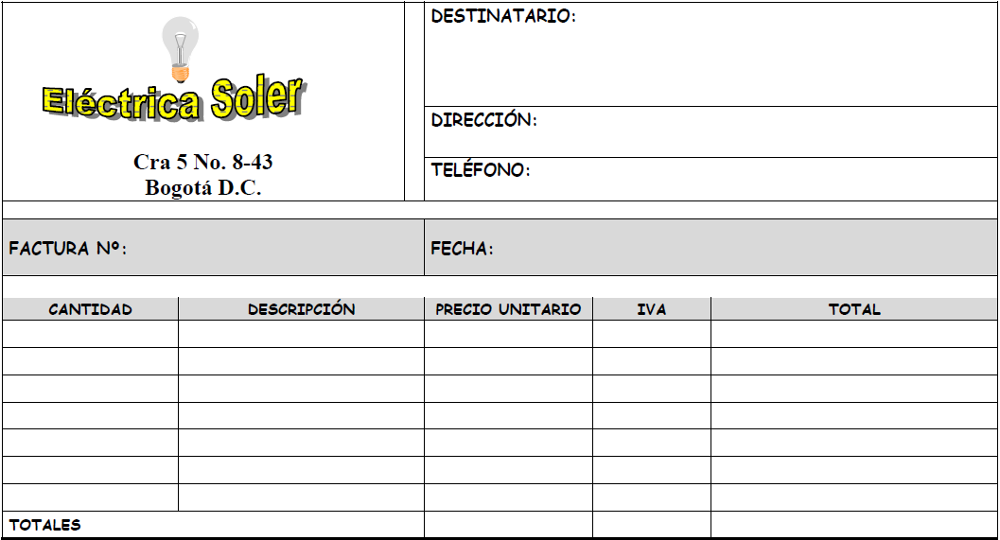 Eléctrica Soler
Cra 5 No. 8-43
Bogotá D.C.
DESTINATARIO:
DIRECCIÓN:
TELÉFONO:
FACTURA Nº:
FECHA:
CANTIDAD DESCRIPCIÓN PRECIO UNITARIO IVA TOTAL
TOTALES